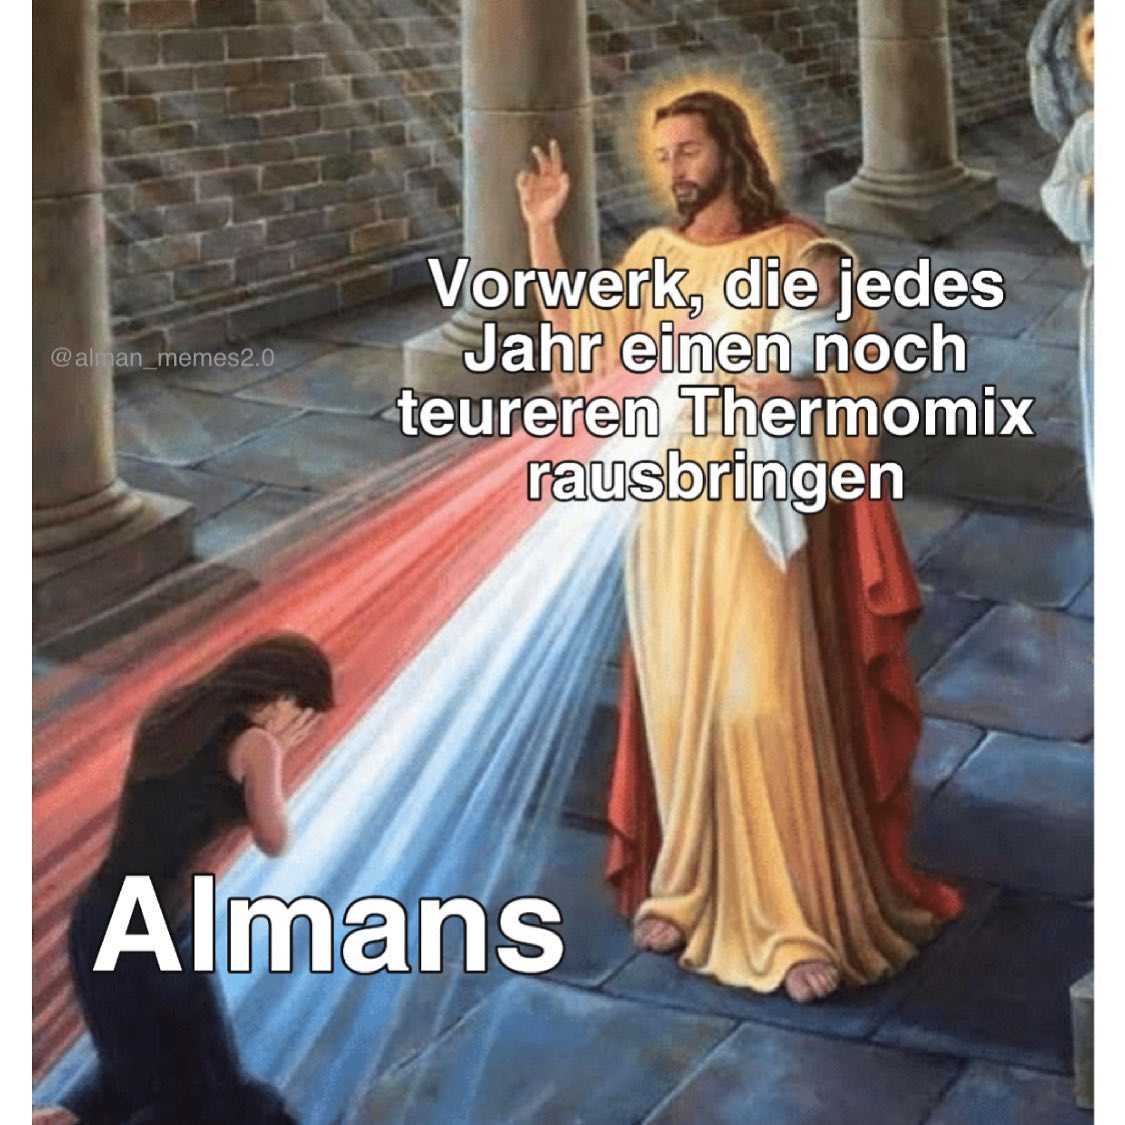 Vorwerk, die jedes
Jahr einen noch
teureren Thermomix
rausbringen
@alman_memes2.0
Almans